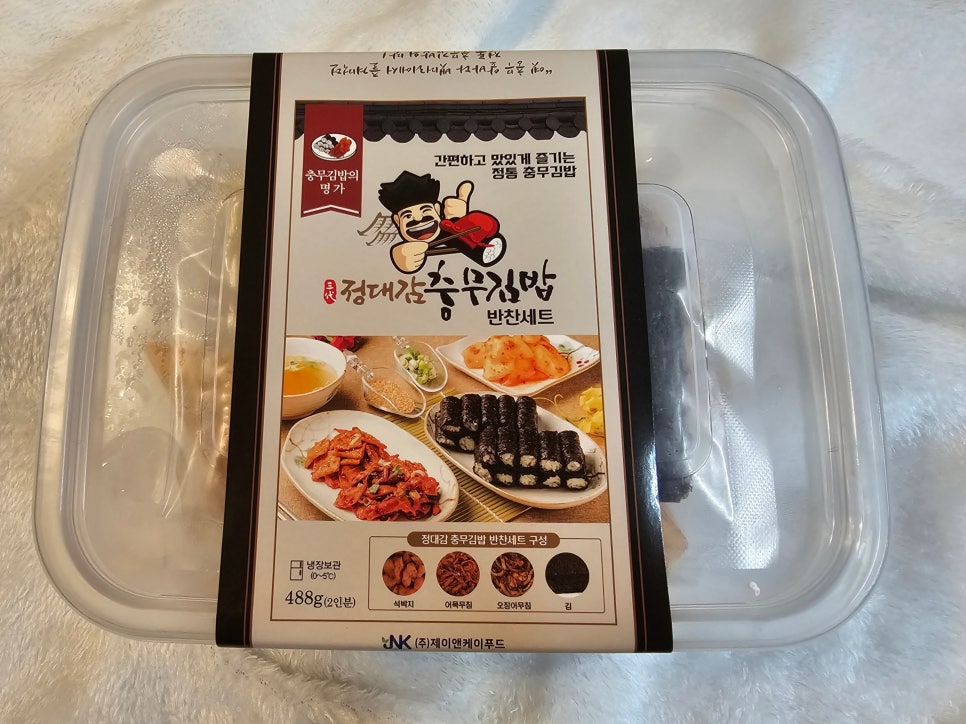 충무김밥의
명가
간편하고 맛있게 즐기는
정통 충무김밥
三代
정대감충무김밥
반찬세트
정대감 충무김밥 반찬세트 구성
석박지
어묵무침
오징어무침
김
냉장보관
(0~5℃)
488g(2인분)
JNK (주)제이앤케이푸드